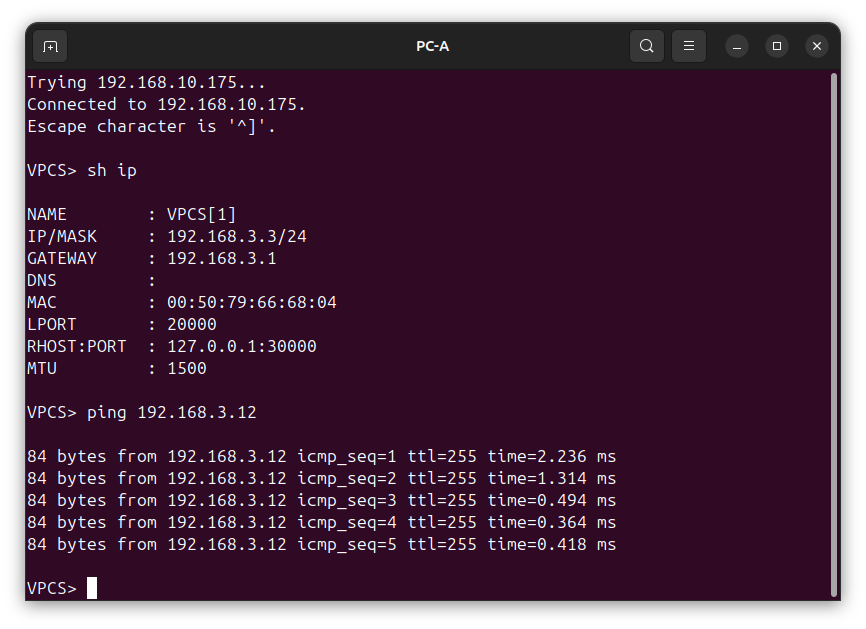 PC-A
Trying 192.168.10.175...
Connected to 192.168.10.175.
Escape character is '^]'.
VPCS> sh ip
NAME        : VPCS[1]
IP/MASK     : 192.168.3.3/24
GATEWAY     : 192.168.3.1
DNS         :
MAC         : 00:50:79:66:68:04
LPORT       : 20000
RHOST:PORT  : 127.0.0.1:30000
MTU         : 1500
VPCS> ping 192.168.3.12
84 bytes from 192.168.3.12 icmp_seq=1 ttl=255 time=2.236 ms
84 bytes from 192.168.3.12 icmp_seq=2 ttl=255 time=1.314 ms
84 bytes from 192.168.3.12 icmp_seq=3 ttl=255 time=0.494 ms
84 bytes from 192.168.3.12 icmp_seq=4 ttl=255 time=0.364 ms
84 bytes from 192.168.3.12 icmp_seq=5 ttl=255 time=0.418 ms
VPCS>